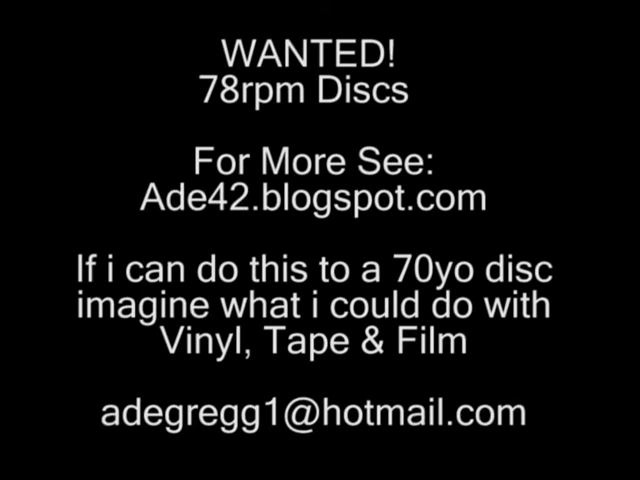 WANTED!
78rpm Discs
For More See:
Ade42.blogspot.com
If i can do this to a 70yo disc
imagine what i could do with
Vinyl, Tape & Film
adegregg1@hotmail.com